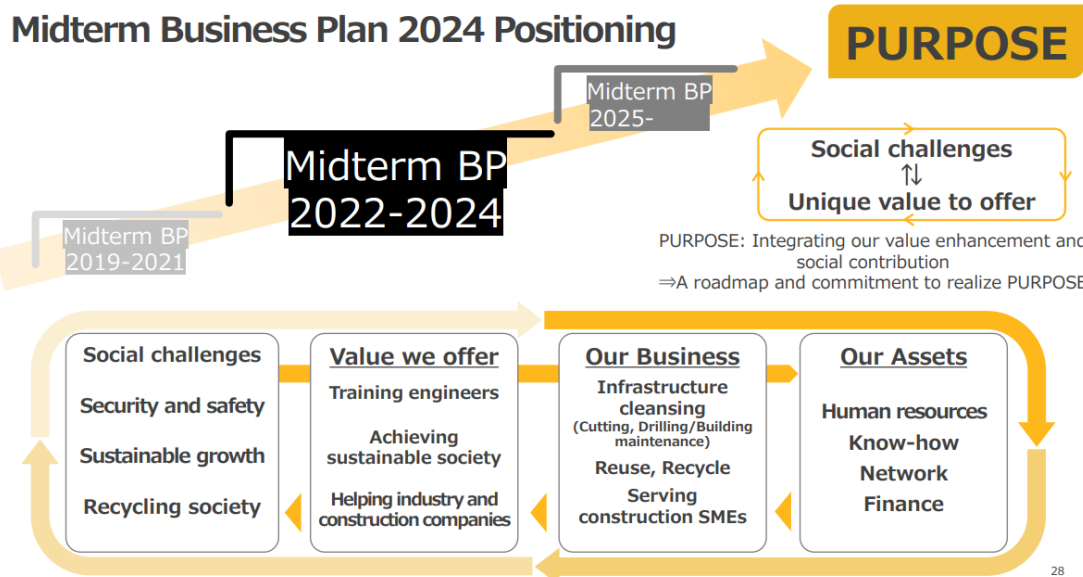 Midterm Business Plan 2024 Positioning
PURPOSE
Midterm BP
2025-
Midterm BP
2022-2024
Midterm BP
2019-2021
Social challenges
⇅
Unique value to offer
PURPOSE: Integrating our value enhancement and
social contribution
⇒A roadmap and commitment to realize PURPOSE
Social challenges
Security and safety
Sustainable growth
Recycling society
Value we offer
Training engineers
Achieving
sustainable society
Helping industry and
construction companies
Our Business
Infrastructure
cleansing
(Cutting, Drilling/Building
maintenance)
Reuse, Recycle
Serving
construction SMEs
Our Assets
Human resources
Know-how
Network
Finance
28